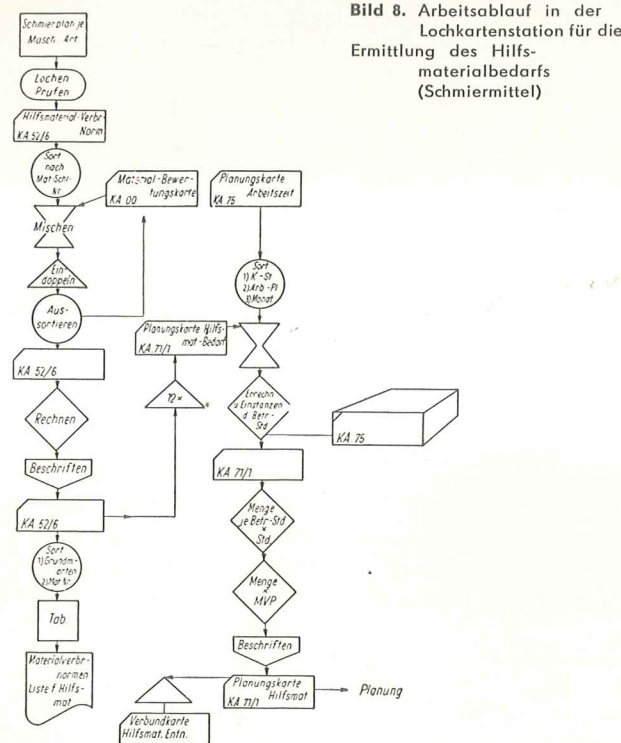 Bild 8. Arbeitsablauf in der
Lochkartenstation für die
Ermittlung des Hilfs-
materialbedarfs
(Schmiermittel)
Schmierplan je
Masch Art
Lochen
Prüfen
Hilfsmaterial-Verbr-
Norm
KA 52/6
Sort
nach
Mat-Schl-
Nr
Mischen
Ein-
doppeln
Aus-
sortieren
KA 52/6
Rechnen
Beschriften
KA 52/6
Sort
1) Grundm-
arten
2) Mat Nr.
Tab
Materialverbr-
normen
Liste f Hilfs-
mat
Material-Bewer-
tungskarte
KA 00
Planungskarte Hilfs-
mat-Bedarf
KA 71/1
12×
Planungskarte
Arbeitszeit
KA 75
Sort
1) K-St
2) Arb-Pl
3) Monat
Errechn
u Einstanzen
d Betr-
Std
KA 75
KA 71/1
Menge
je Betr-Std
×
Std
Menge
×
MVP
Beschriften
Planungskarte
Hilfsmat
KA 71/1
Planung
Verbundkarte
Hilfsmat. Entn.